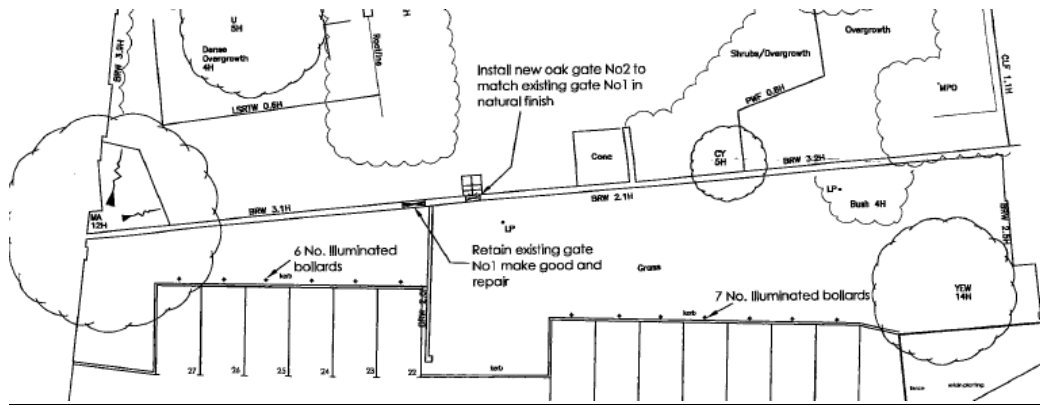 U
5H
Dense
Overgrowth
4H
BRW 3.9H
LSRTW 0.6H
Roofline
H
Install new oak gate No2 to
match existing gate No1 in
natural finish
Shrubs/Overgrowth
Overgrowth
PWF 0.8H
MPO
CLF 1.1H
Conc
CY
5H
BRW 3.2H
MA
12H
BRW 3.1H
BRW 2.1H
LP
Bush 4H
LP
6 No. Illuminated
bollards
Retain existing gate
No1 make good and
repair
Grass
7 No. Illuminated bollards
YEW
14H
kerb
kerb
kerb
27
26
25
24
23
22
fence